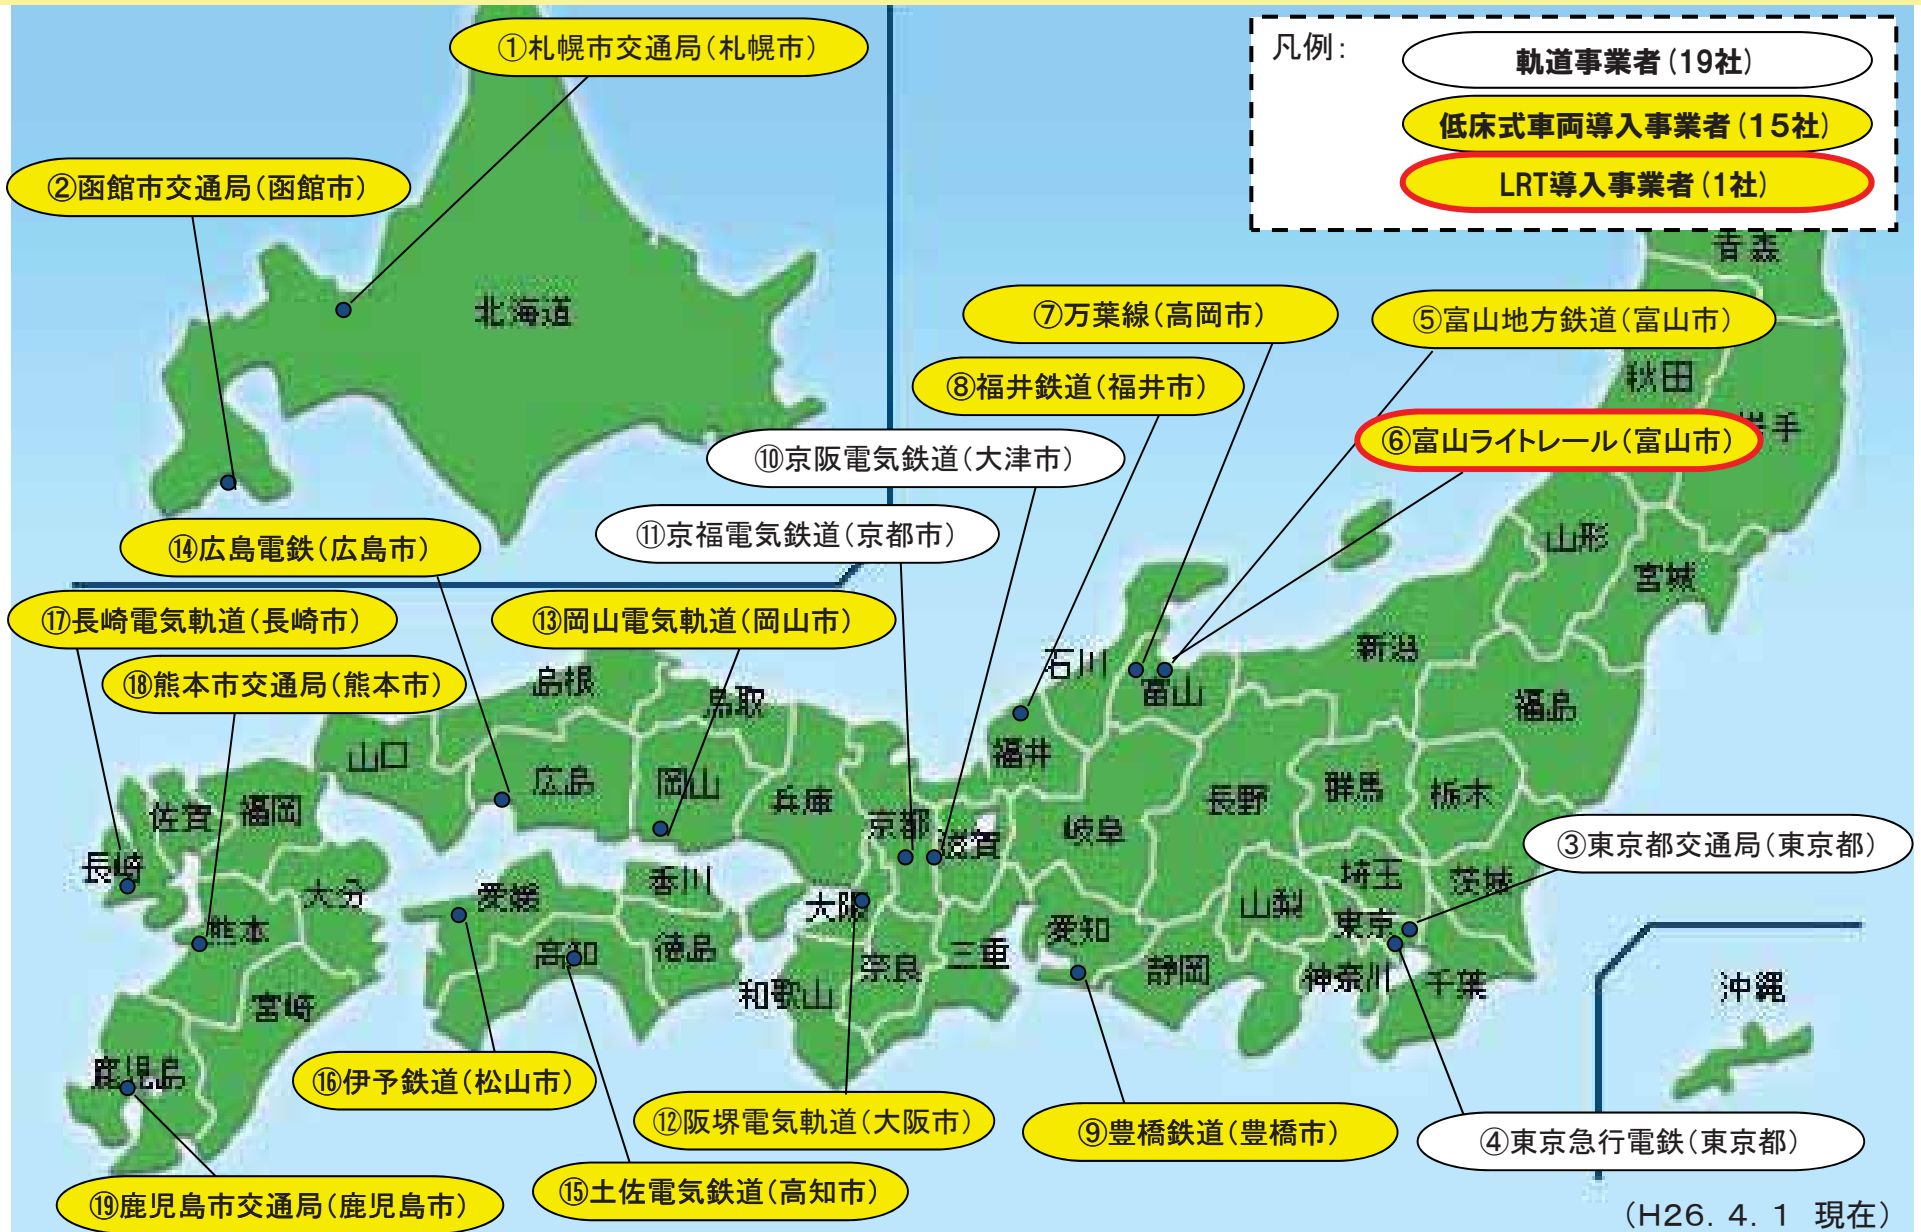 ①札幌市交通局(札幌市)
凡例:
軌道事業者(19社)
低床式車両導入事業者(15社)
LRT導入事業者(1社)
②函館市交通局(函館市)
青森
北海道
⑦万葉線(高岡市)
⑤富山地方鉄道(富山市)
⑧福井鉄道(福井市)
秋田
岩手
⑥富山ライトレール(富山市)
⑩京阪電気鉄道(大津市)
⑪京福電気鉄道(京都市)
⑭広島電鉄(広島市)
山形
宮城
⑰長崎電気軌道(長崎市)
⑬岡山電気軌道(岡山市)
石川
新潟
⑱熊本市交通局(熊本市)
島根
鳥取
富山
福島
山口
広島
岡山
兵庫
福井
長野
群馬
栃木
佐賀
福岡
京都
滋賀
岐阜
③東京都交通局(東京都)
長崎
大分
愛媛
香川
大阪
埼玉
茨城
山梨
熊本
高知
徳島
奈良
三重
愛知
静岡
東京
神奈川
千葉
和歌山
宮崎
沖縄
鹿児島
⑯伊予鉄道(松山市)
⑫阪堺電気軌道(大阪市)
⑨豊橋鉄道(豊橋市)
④東京急行電鉄(東京都)
⑮土佐電気鉄道(高知市)
⑲鹿児島市交通局(鹿児島市)
(H26. 4. 1 現在)